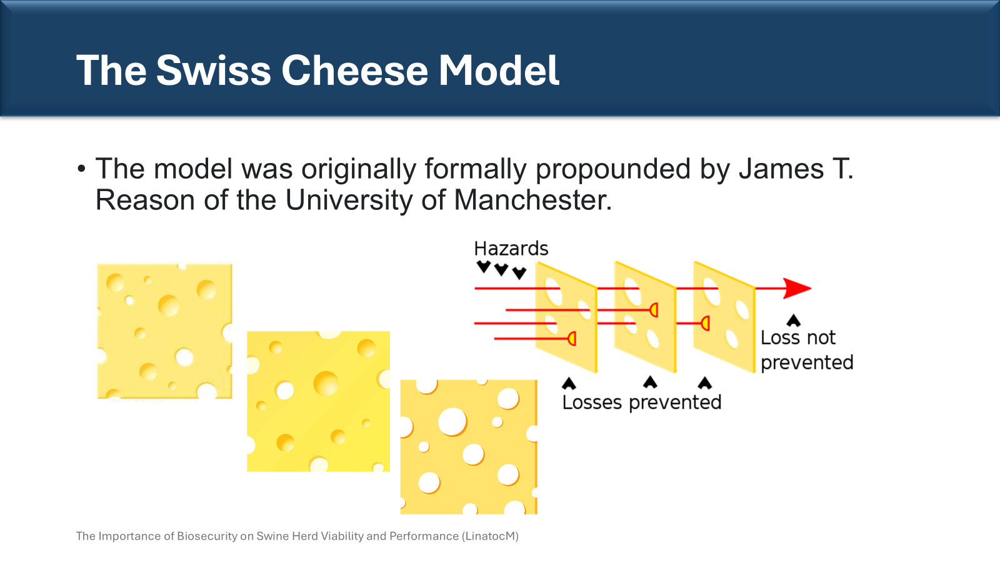 The Swiss Cheese Model
• The model was originally formally propounded by James T.
Reason of the University of Manchester.
Hazards
Loss not
prevented
Losses prevented
The Importance of Biosecurity on Swine Herd Viability and Performance (LinatocM)